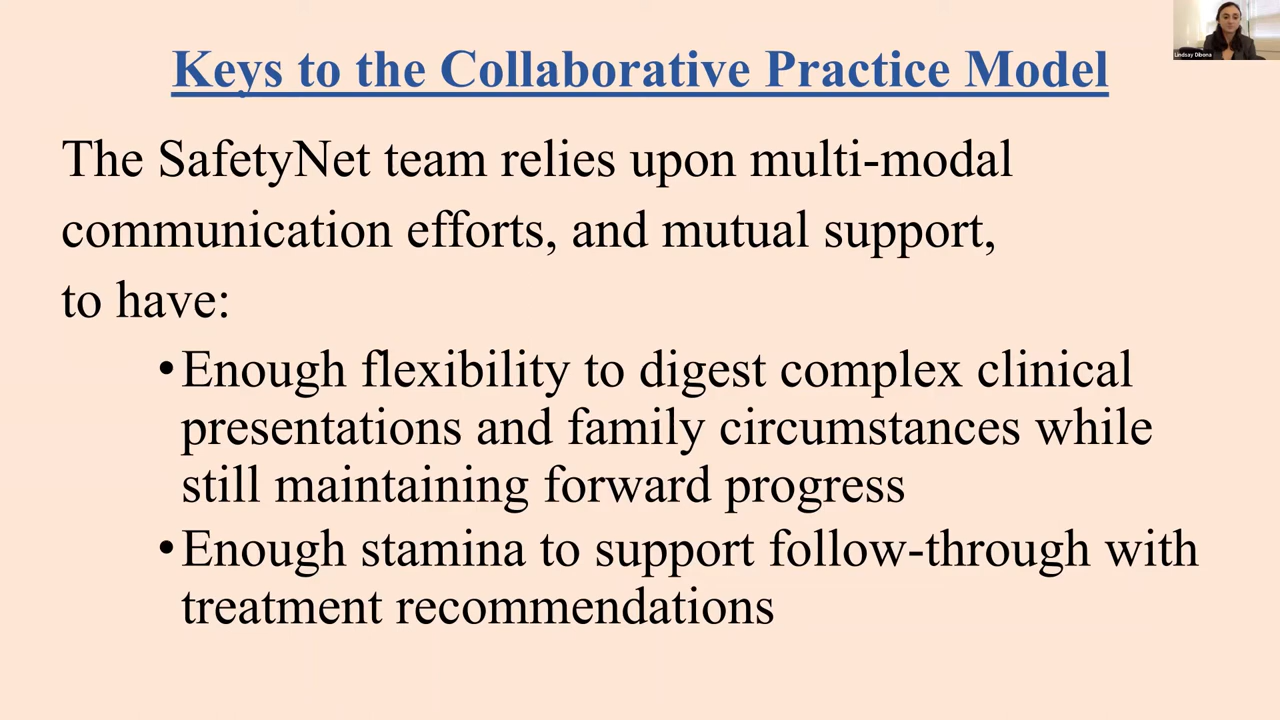 Keys to the Collaborative Practice Model
Lindsay Dibona
The SafetyNet team relies upon multi-modal
communication efforts, and mutual support,
to have:
•Enough flexibility to digest complex clinical
presentations and family circumstances while
still maintaining forward progress
•Enough stamina to support follow-through with
treatment recommendations